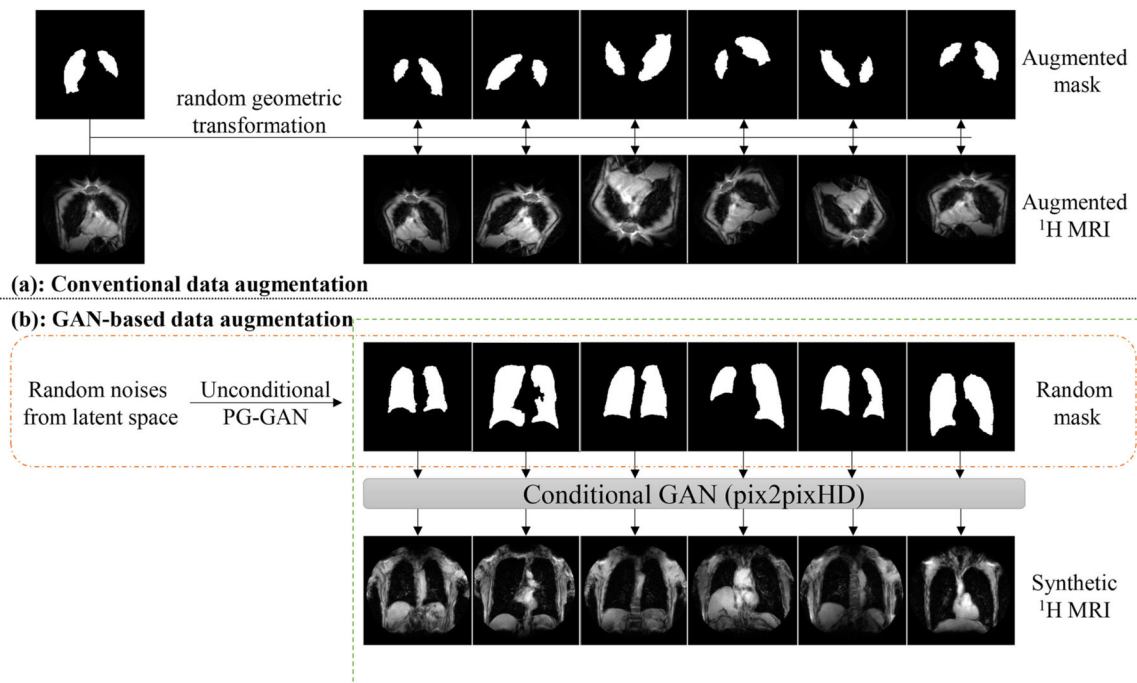 random geometric
transformation
Augmented
mask
Augmented
¹H MRI
(a): Conventional data augmentation
(b): GAN-based data augmentation
Random noises
from latent space
Unconditional
PG-GAN
Random
mask
Conditional GAN (pix2pixHD)
Synthetic
¹H MRI